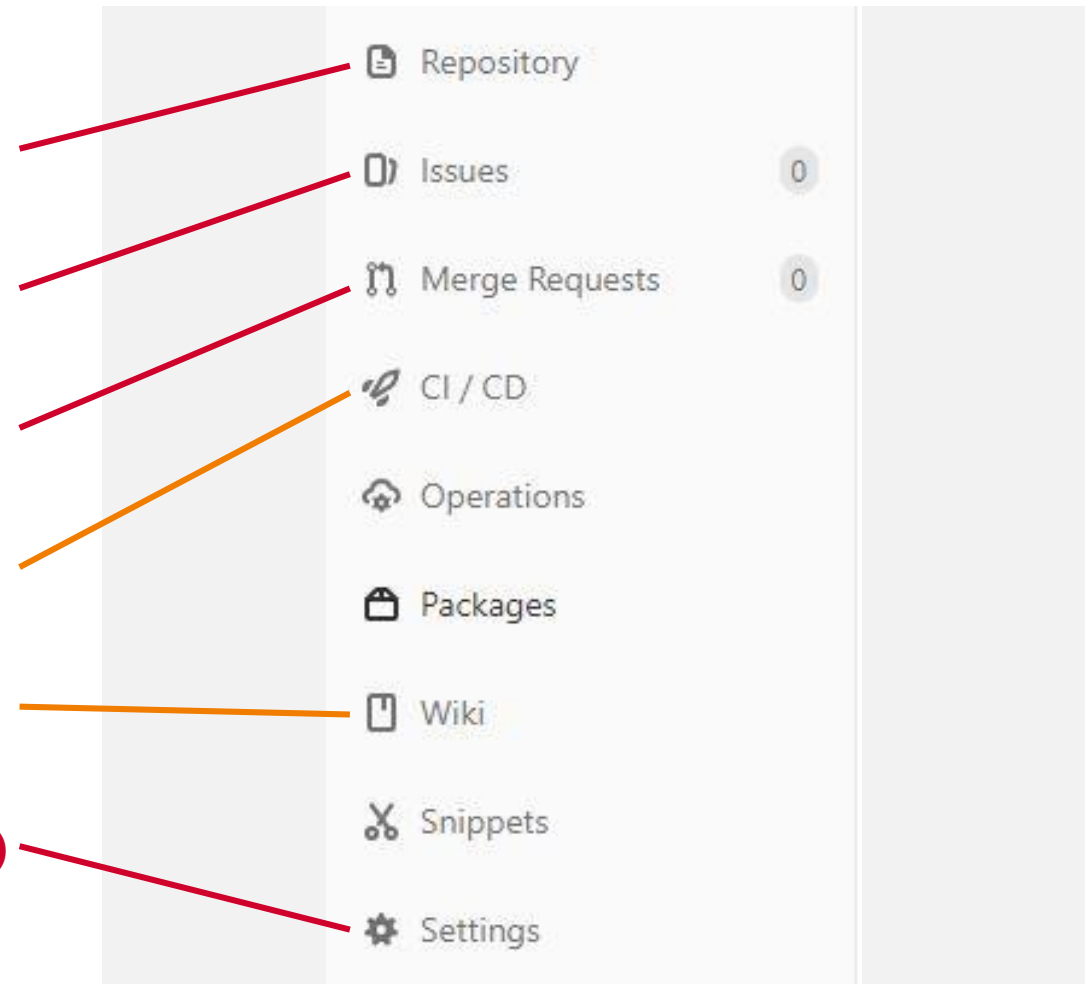 Repository
Issues 0
Merge Requests 0
CI / CD
Operations
Packages
Wiki
Snippets
)
Settings